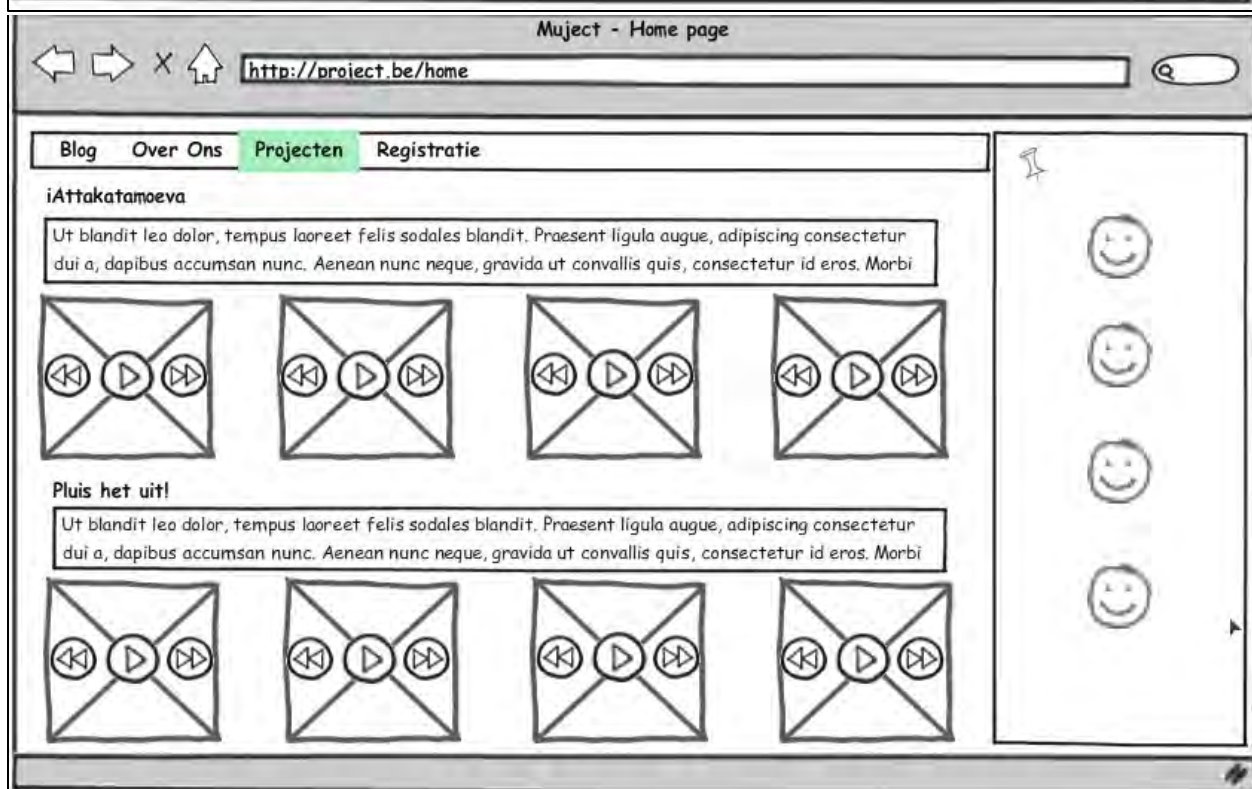 Muject - Home page
http://project.be/home
Blog Over Ons Projecten Registratie
iAttakatamoeva
Ut blandit leo dolor, tempus laoreet felis sodales blandit. Praesent ligula augue, adipiscing consectetur
dui a, dapibus accumsan nunc. Aenean nunc neque, gravida ut convallis quis, consectetur id eros. Morbi
Pluis het uit!
Ut blandit leo dolor, tempus laoreet felis sodales blandit. Praesent ligula augue, adipiscing consectetur
dui a, dapibus accumsan nunc. Aenean nunc neque, gravida ut convallis quis, consectetur id eros. Morbi